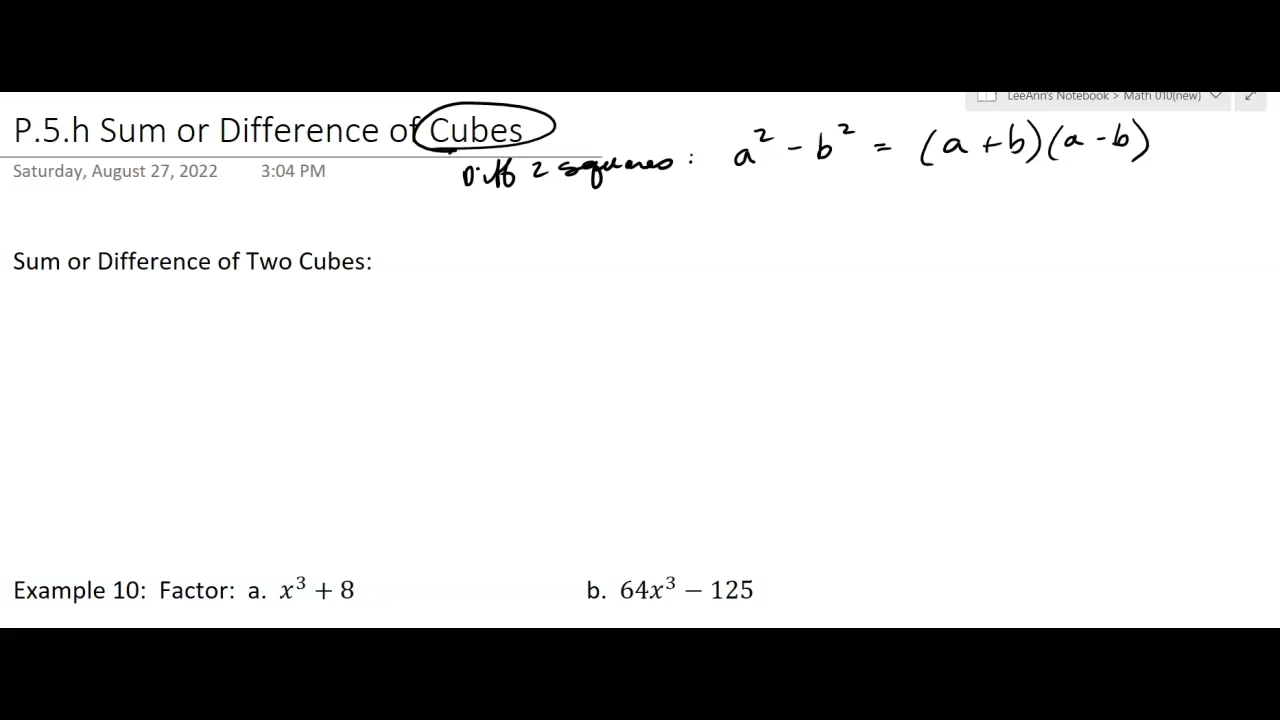 LeeAnn's Notebook > Math 010(new)
P.5.h Sum or Difference of Cubes
a² - b² = (a + b)(a - b)
Diff 2 squares :
Saturday, August 27, 2022 3:04 PM
Sum or Difference of Two Cubes:
Example 10: Factor: a. x³ + 8 b. 64x³ − 125